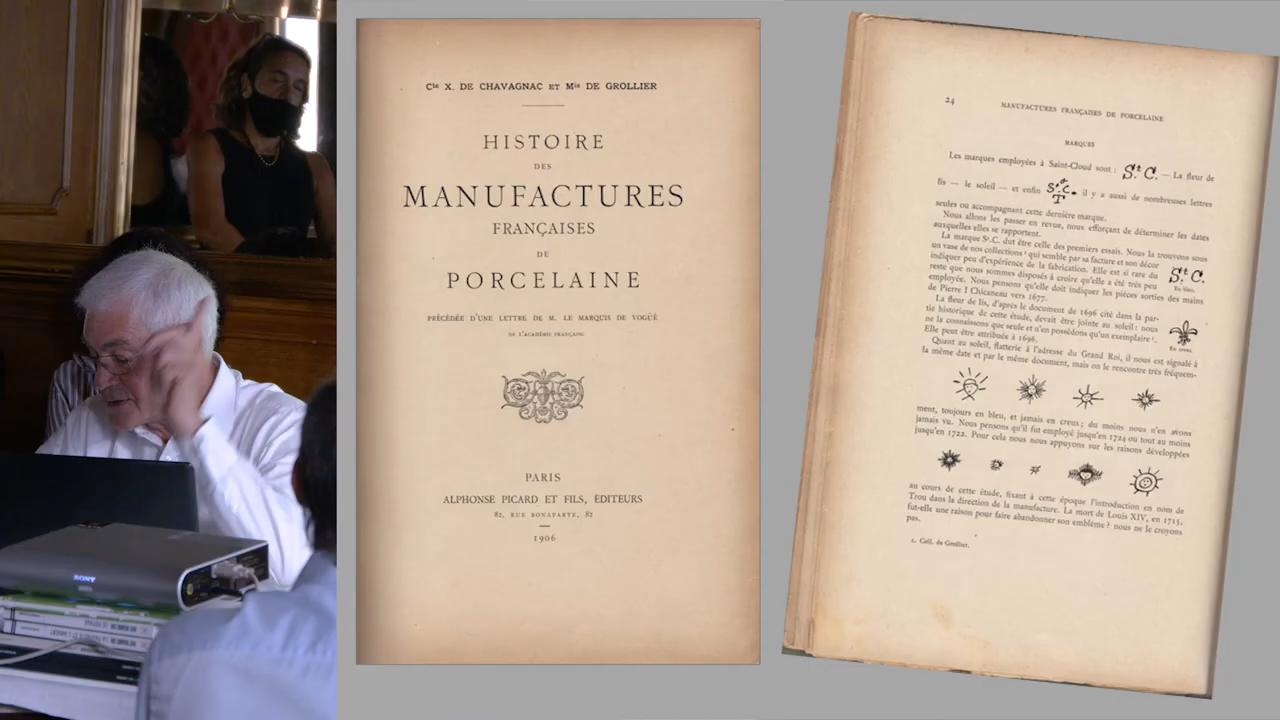 SONY
Cte X. DE CHAVAGNAC ET Mis DE GROLLIER
HISTOIRE
DES
MANUFACTURES
FRANÇAISES
DE
PORCELAINE
PRÉCÉDÉE D'UNE LETTRE DE M. LE MARQUIS DE VOGÜÉ
DE L'ACADÉMIE FRANÇAISE
PARIS
ALPHONSE PICARD ET FILS, ÉDITEURS
82, RUE BONAPARTE, 82
1906
24
MANUFACTURES FRANÇAISES DE PORCELAINE
MARQUES
Les marques employées à Saint-Cloud sont : St C. — La fleur de
lis — le soleil — et enfin St.C. T il y a aussi de nombreuses lettres
seules ou accompagnant cette dernière marque.
Nous allons les passer en revue, nous efforçant de déterminer les dates
auxquelles elles se rapportent.
La marque St.C. dut être celle des premiers essais. Nous la trouvons sous
un vase de nos collections¹ qui semble par sa facture et son décor
indiquer peu d'expérience de la fabrication. Elle est si rare du
reste que nous sommes disposés à croire qu'elle a été très peu
employée. Nous pensons qu'elle doit indiquer les pièces sorties des mains
de Pierre I Chicaneau vers 1677.
St C.
En bleu.
La fleur de lis, d'après le document de 1696 cité dans la par-
tie historique de cette étude, devait être jointe au soleil : nous
ne la connaissons que seule et n'en possédons qu'un exemplaire¹.
Elle peut être attribuée à 1696.
En creux.
Quant au soleil, flatterie à l'adresse du Grand Roi, il nous est signalé à
la même date et par le même document, mais on le rencontre très fréquem-
ment, toujours en bleu, et jamais en creux ; du moins nous n'en avons
jamais vu. Nous pensons qu'il fut employé jusqu'en 1724 ou tout au moins
jusqu'en 1722. Pour cela nous nous appuyons sur les raisons développées
au cours de cette étude, fixant à cette époque l'introduction en nom de
Trou dans la direction de la manufacture. La mort de Louis XIV, en 1715,
fut-elle une raison pour faire abandonner son emblème ? nous ne le croyons
pas.
1. Coll. de Grollier.